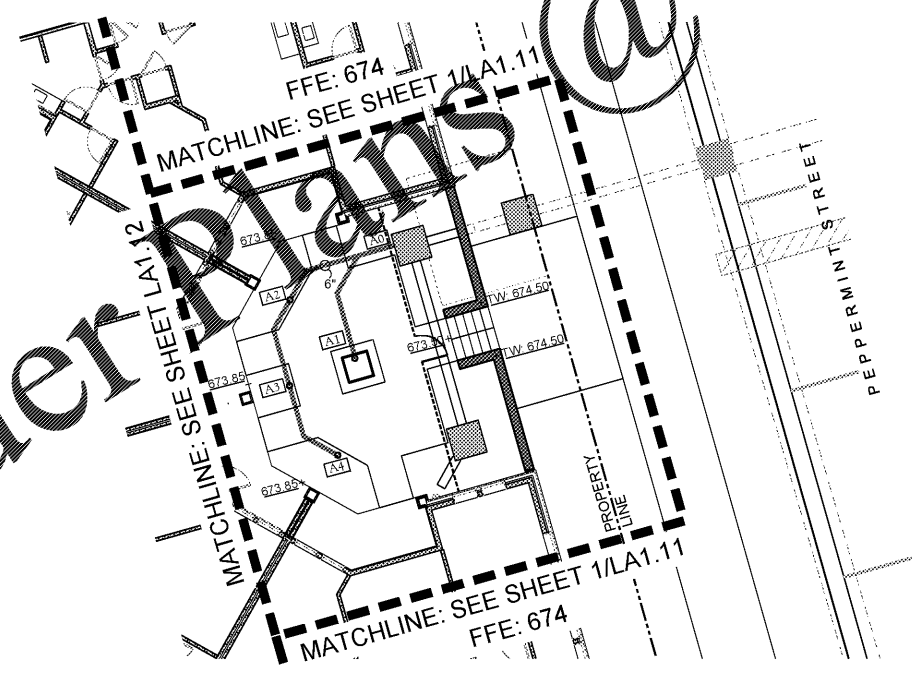 FFE: 674
MATCHLINE: SEE SHEET 1/LA1.11
Plans @
MATCHLINE: SEE SHEET LA1.12
673.85
A0
6"
A2
A1
TW: 674.50
TW: 674.50
673.85
A3
A4
673.85
PROPERTY
LINE
PEPPERMINT STREET
MATCHLINE: SEE SHEET 1/LA1.11
FFE: 674